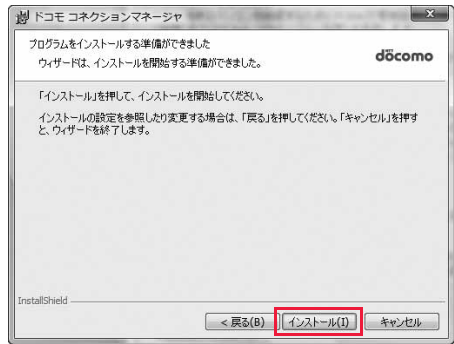 ドコモ コネクションマネージャ
プログラムをインストールする準備ができました
ウィザードは、インストールを開始する準備ができました。
döcomo
「インストール」を押して、インストールを開始してください。
インストールの設定を参照したり変更する場合は、「戻る」を押してください。「キャンセル」を押す
と、ウィザードを終了します。
InstallShield
< 戻る(B)
インストール(I)
キャンセル